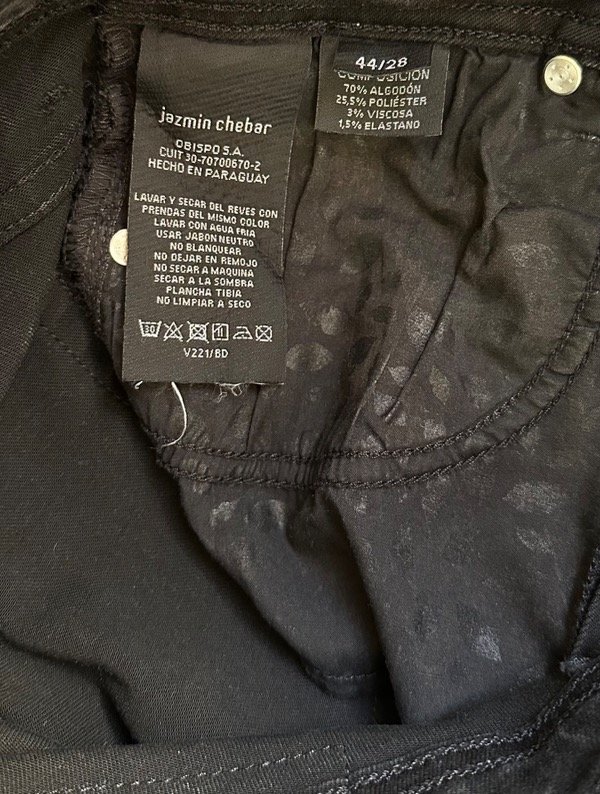 jazmin chebar
OBISPO S.A.
CUIT 30-70700670-2
HECHO EN PARAGUAY
LAVAR Y SECAR DEL REVES CON
PRENDAS DEL MISMO COLOR
LAVAR CON AGUA FRIA
USAR JABON NEUTRO
NO BLANQUEAR
NO DEJAR EN REMOJO
NO SECAR A MAQUINA
SECAR A LA SOMBRA
PLANCHA TIBIA
NO LIMPIAR A SECO
30
V221/BD
44/28
COMPOSICIÓN
70% ALGODÓN
25,5% POLIÉSTER
3% VISCOSA
1,5% ELASTANO